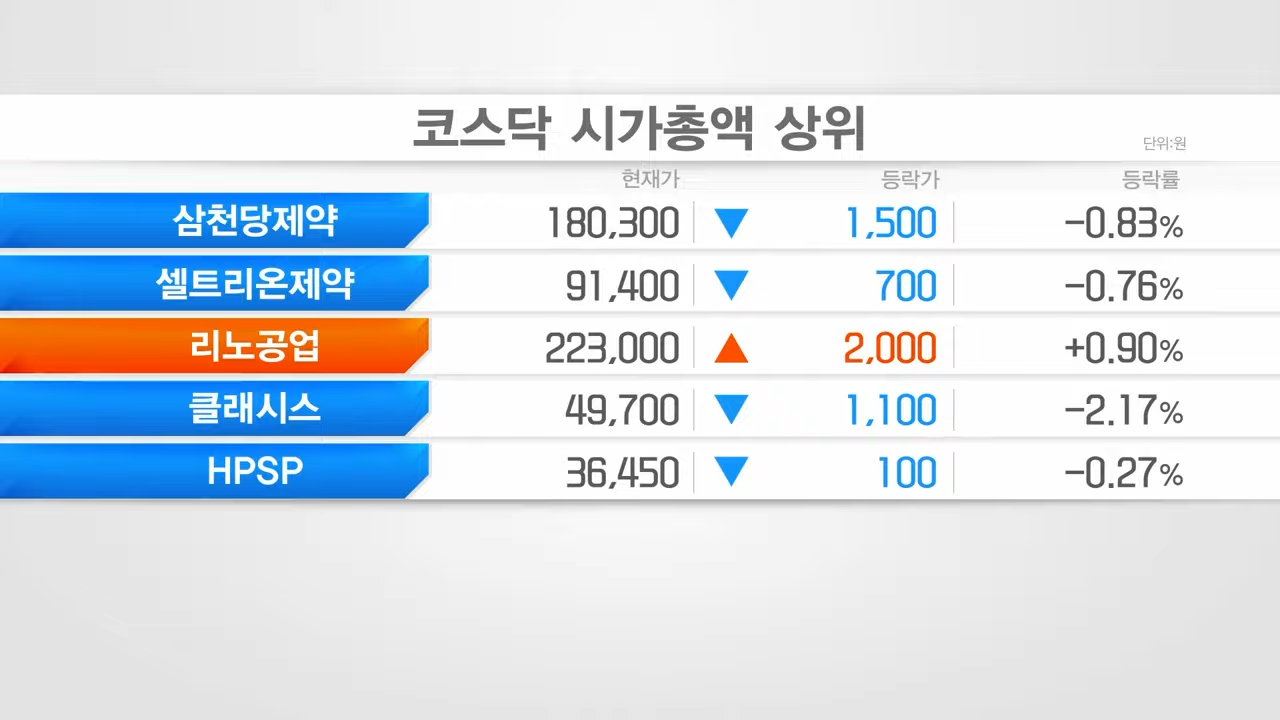 코스닥 시가총액 상위
단위:원
현재가 등락가 등락률
삼천당제약 180,300 ▼ 1,500 -0.83%
셀트리온제약 91,400 ▼ 700 -0.76%
리노공업 223,000 ▲ 2,000 +0.90%
클래시스 49,700 ▼ 1,100 -2.17%
HPSP 36,450 ▼ 100 -0.27%